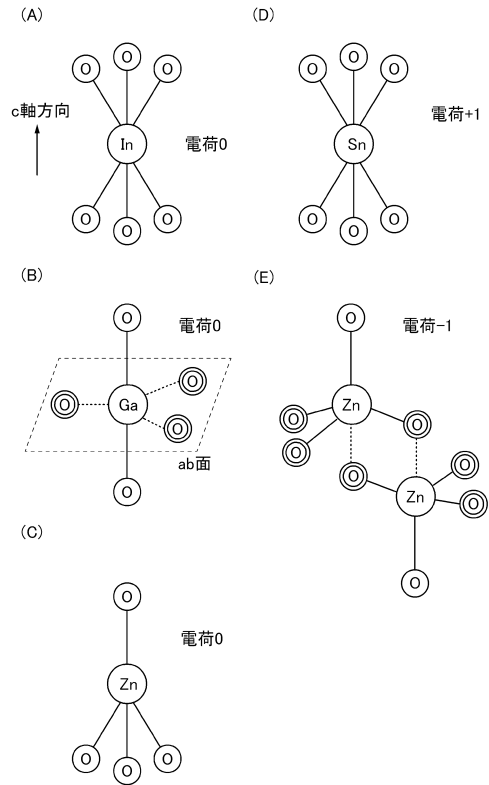 (A)
O O O
c軸方向
In
電荷0
O O O
(D)
O O O
電荷+1
Sn
O O O
(B)
O
電荷0
O Ga O
O
ab面
O
(E)
O
電荷−1
Zn
O O
O O O
Zn O
O
(C)
O
電荷0
Zn
O O O